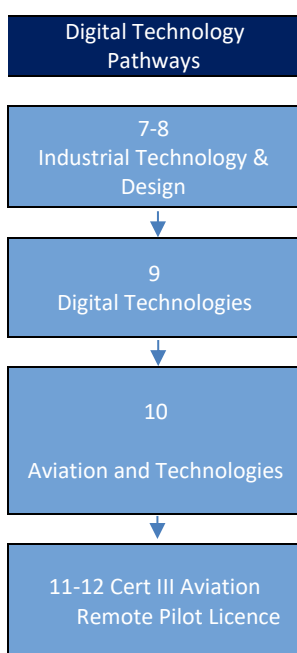 Digital Technology
Pathways
7-8
Industrial Technology &
Design
9
Digital Technologies
10
Aviation and Technologies
11-12 Cert III Aviation
Remote Pilot Licence